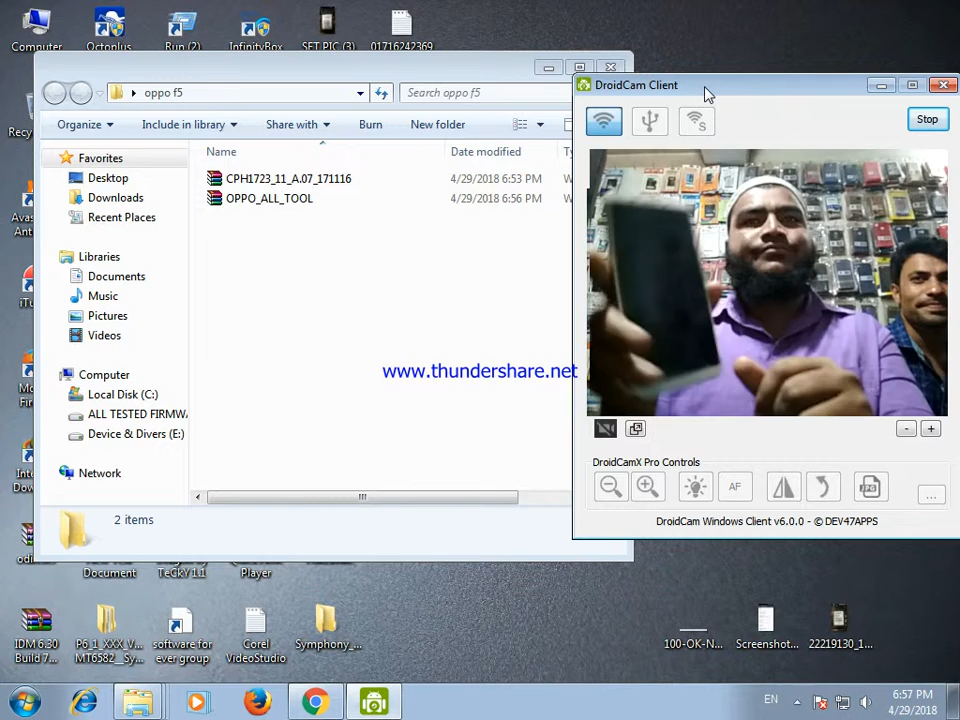 Computer
Octoplus
Run (2)
InfinityBox
SET PIC (3)
01716242369
oppo f5
Search oppo f5
Organize
Include in library
Share with
Burn
New folder
Favorites
Desktop
Downloads
Recent Places
Libraries
Documents
Music
Pictures
Videos
Computer
Local Disk (C:)
ALL TESTED FIRMW
Device & Divers (E:)
Network
Name
Date modified
CPH1723_11_A.07_171116
4/29/2018 6:53 PM
OPPO_ALL_TOOL
4/29/2018 6:56 PM
2 items
DroidCam Client
Stop
www.thundershare.net
DroidCamX Pro Controls
AF
JPG
...
DroidCam Windows Client v6.0.0 - © DEV47APPS
Document
TeCKY 1.1
Player
IDM 6.30
Build 7...
P6_1_XXX_V...
MT6582__Sy...
software for
ever group
Corel
VideoStudio
Symphony_...
100-OK-N...
Screenshot...
22219130_1...
EN
6:57 PM
4/29/2018